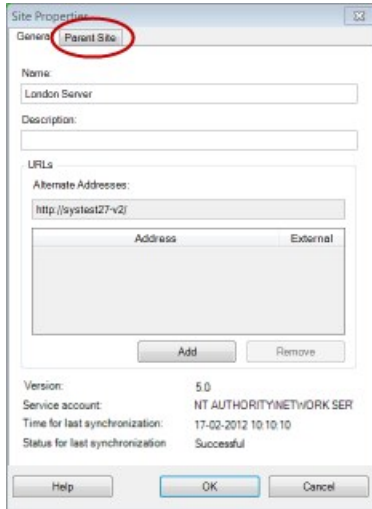 Site Properties
General
Parent Site
Name:
London Server
Description:
URLs
Alternate Addresses:
http://systest27-v2/
Address External
Add Remove
Version: 5.0
Service account: NT AUTHORITY\NETWORK SER
Time for last synchronization: 17-02-2012 10:10:10
Status for last synchronization Successful
Help OK Cancel